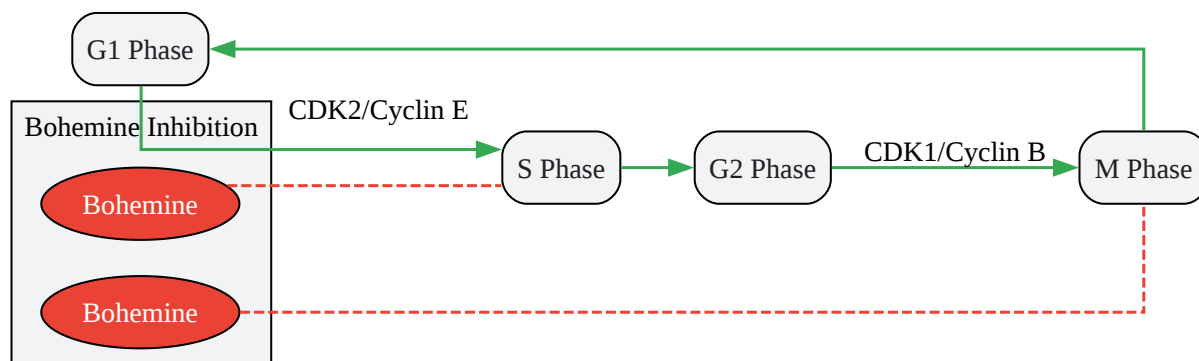 G1 Phase
CDK2/Cyclin E
Bohemine Inhibition
S Phase
G2 Phase
CDK1/Cyclin B
M Phase
Bohemine
Bohemine